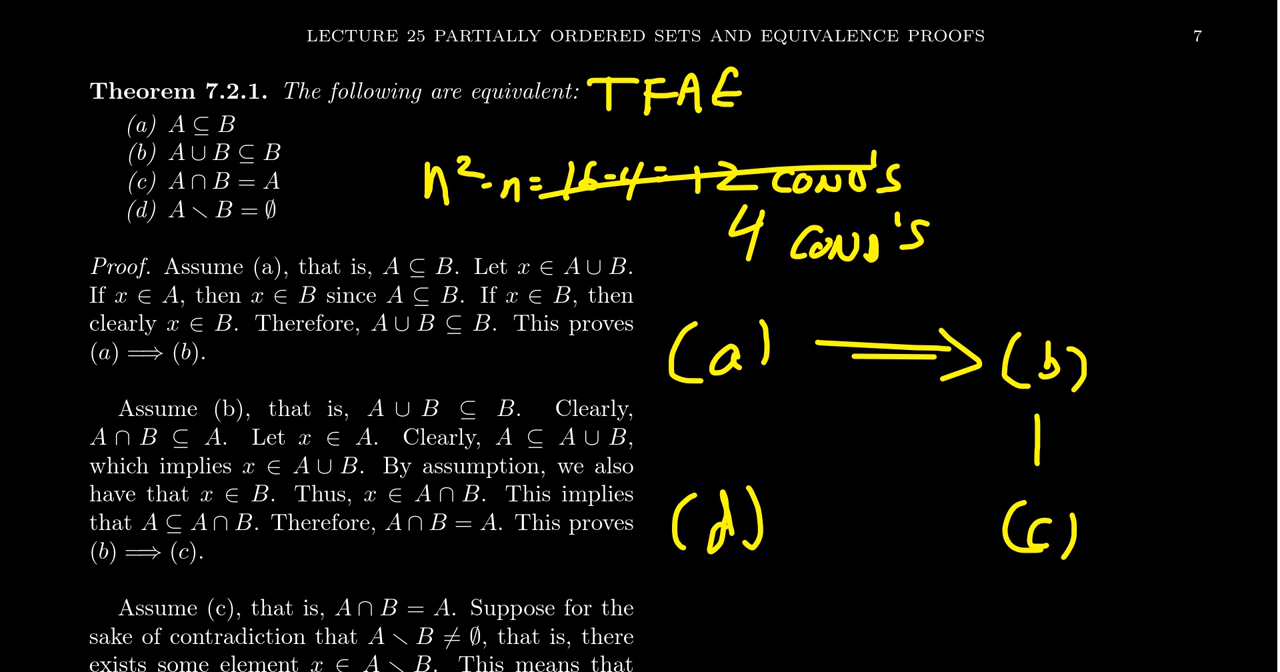 LECTURE 25 PARTIALLY ORDERED SETS AND EQUIVALENCE PROOFS 7
Theorem 7.2.1. The following are equivalent: TFAE
(a) A ⊆ B
(b) A ∪ B ⊆ B
(c) A ∩ B = A
(d) A ∖ B = ∅
n² - n = 16 - 4 = 12 COND'S
4 COND'S
Proof. Assume (a), that is, A ⊆ B. Let x ∈ A ∪ B.
If x ∈ A, then x ∈ B since A ⊆ B. If x ∈ B, then
clearly x ∈ B. Therefore, A ∪ B ⊆ B. This proves
(a) ⟹ (b).
(a) ⟹ (b)
Assume (b), that is, A ∪ B ⊆ B. Clearly,
A ∩ B ⊆ A. Let x ∈ A. Clearly, A ⊆ A ∪ B,
which implies x ∈ A ∪ B. By assumption, we also
have that x ∈ B. Thus, x ∈ A ∩ B. This implies
that A ⊆ A ∩ B. Therefore, A ∩ B = A. This proves
(b) ⟹ (c).
(d) (c)
Assume (c), that is, A ∩ B = A. Suppose for the
sake of contradiction that A ∖ B ≠ ∅, that is, there
exists some element x ∈ A ∖ B. This means that